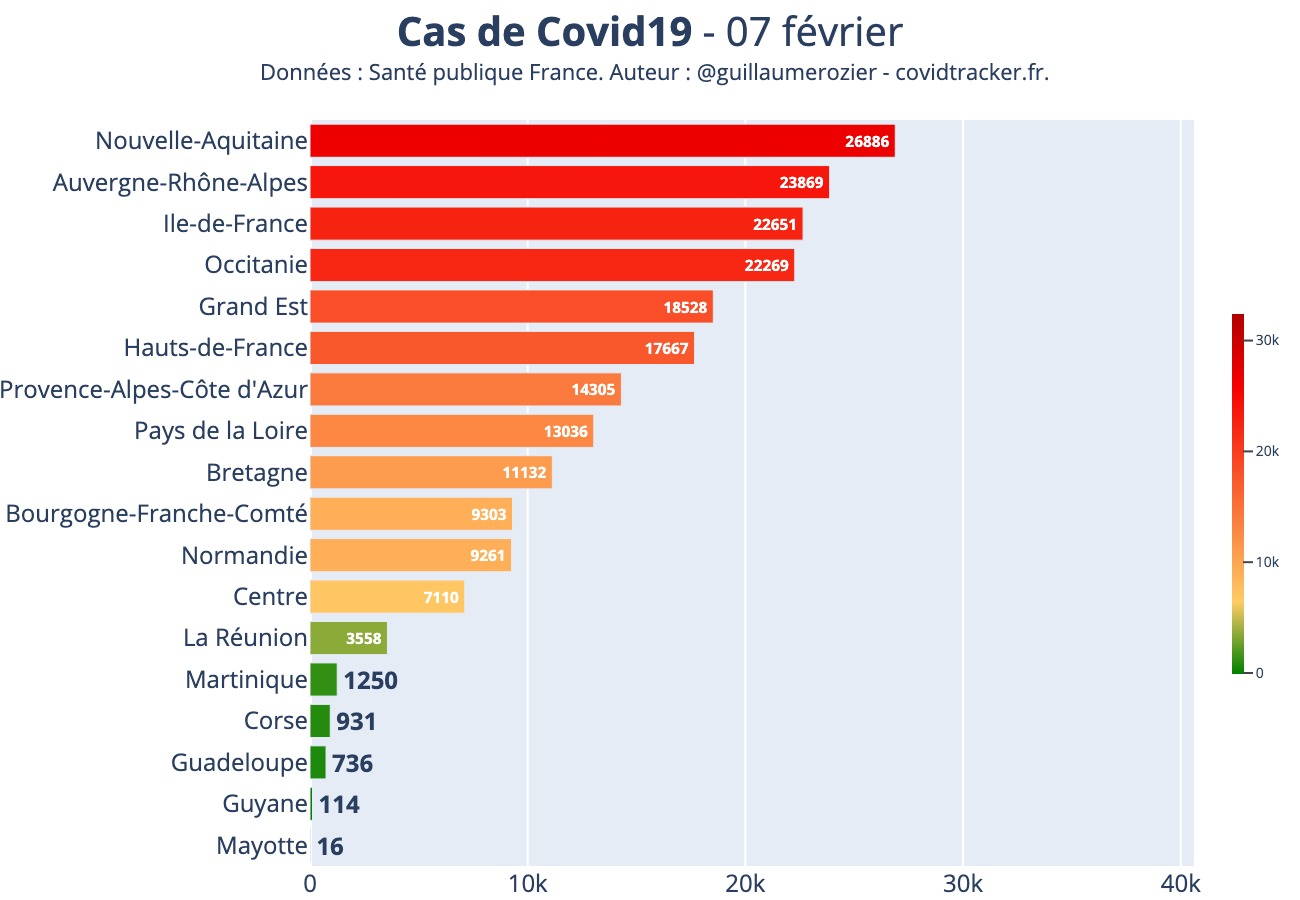 Cas de Covid19 - 07 février
Données : Santé publique France. Auteur : @guillaumerozier - covidtracker.fr.
Nouvelle-Aquitaine 26886
Auvergne-Rhône-Alpes 23869
Ile-de-France 22651
Occitanie 22269
Grand Est 18528
Hauts-de-France 17667
Provence-Alpes-Côte d'Azur 14305
Pays de la Loire 13036
Bretagne 11132
Bourgogne-Franche-Comté 9303
Normandie 9261
Centre 7110
La Réunion 3558
Martinique 1250
Corse 931
Guadeloupe 736
Guyane 114
Mayotte 16
0 10k 20k 30k 40k
30k
20k
10k
0